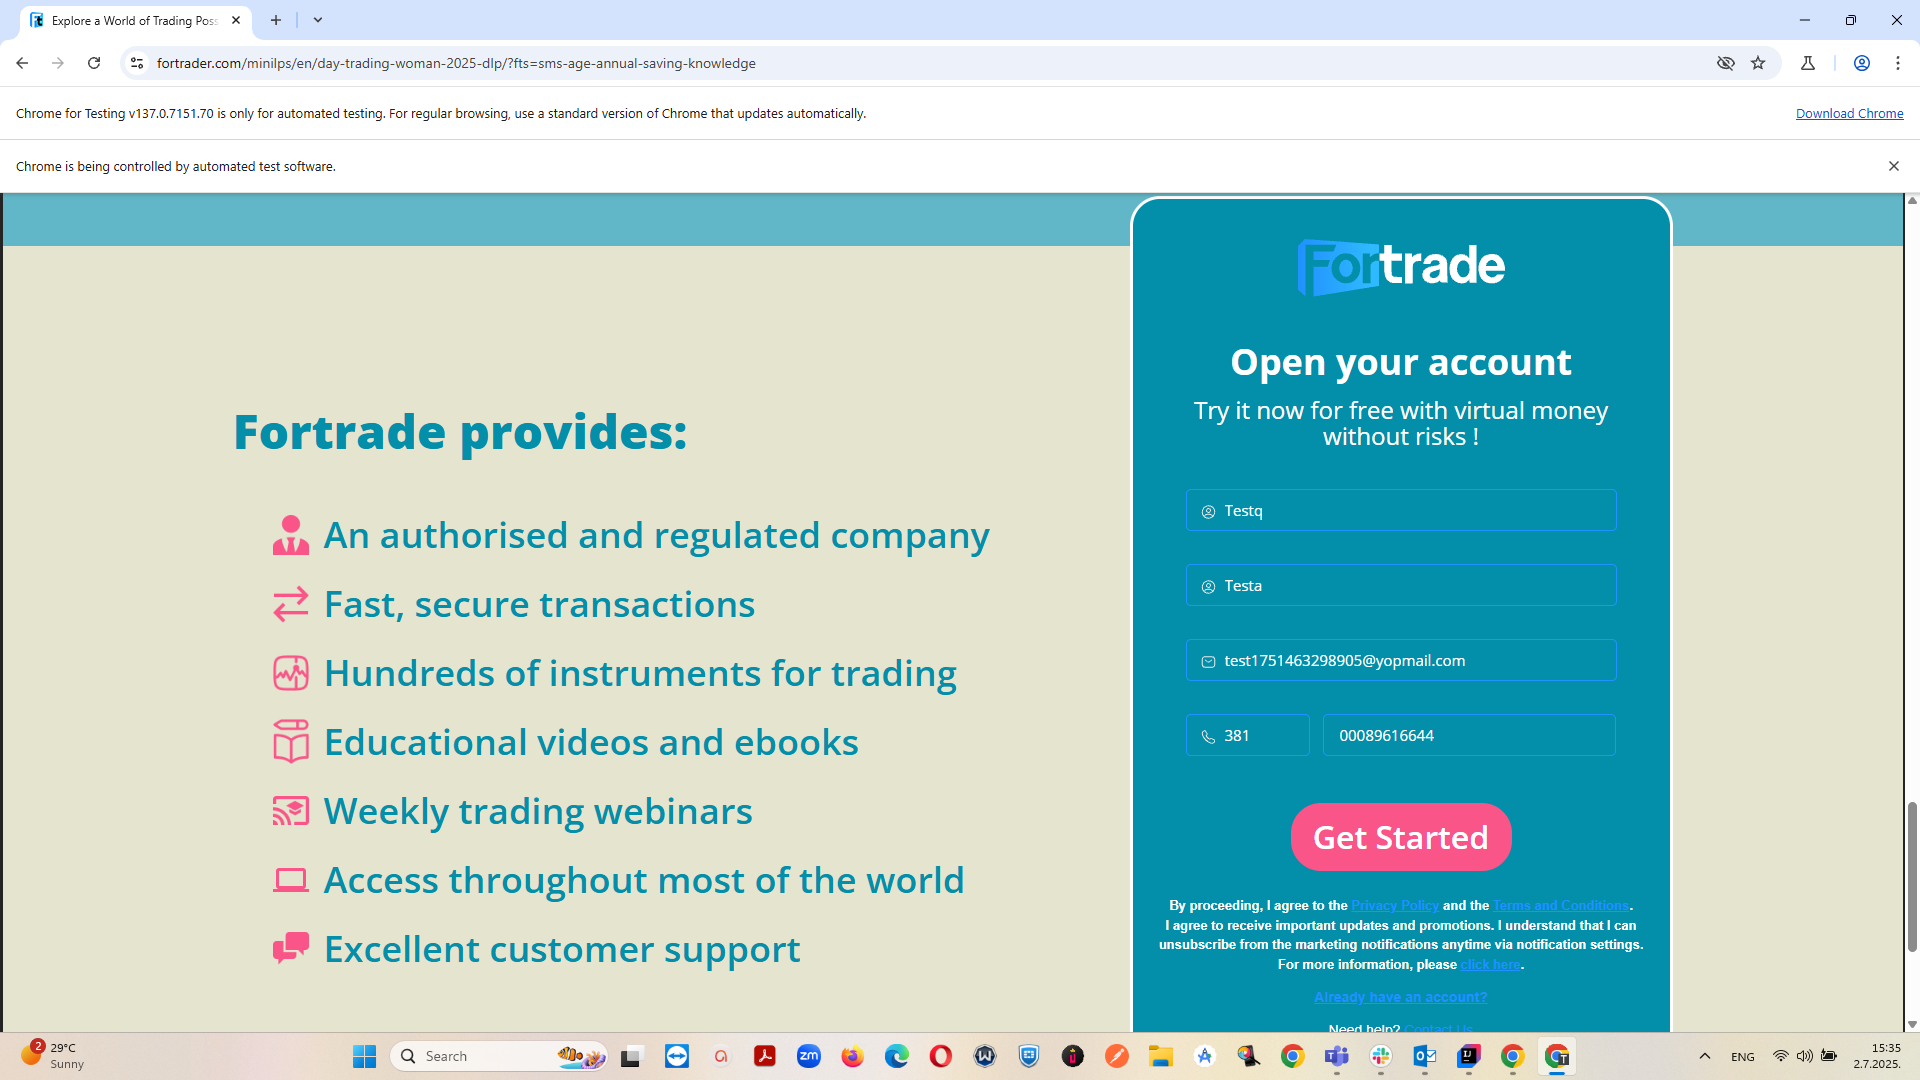 Explore a World of Trading Poss
fortrader.com/minilps/en/day-trading-woman-2025-dlp/?fts=sms-age-annual-saving-knowledge
Chrome for Testing v137.0.7151.70 is only for automated testing. For regular browsing, use a standard version of Chrome that updates automatically.
Download Chrome
Chrome is being controlled by automated test software.
Fortrade provides:
An authorised and regulated company
Fast, secure transactions
Hundreds of instruments for trading
Educational videos and ebooks
Weekly trading webinars
Access throughout most of the world
Excellent customer support
Fortrade
Open your account
Try it now for free with virtual money
without risks !
Testq
Testa
test1751463298905@yopmail.com
381
00089616644
Get Started
By proceeding, I agree to the Privacy Policy and the Terms and Conditions.
I agree to receive important updates and promotions. I understand that I can
unsubscribe from the marketing notifications anytime via notification settings.
For more information, please click here.
Already have an account?
Need help? Contact Us
2
29°C
Sunny
Search
zm
ENG
15:35
2.7.2025.